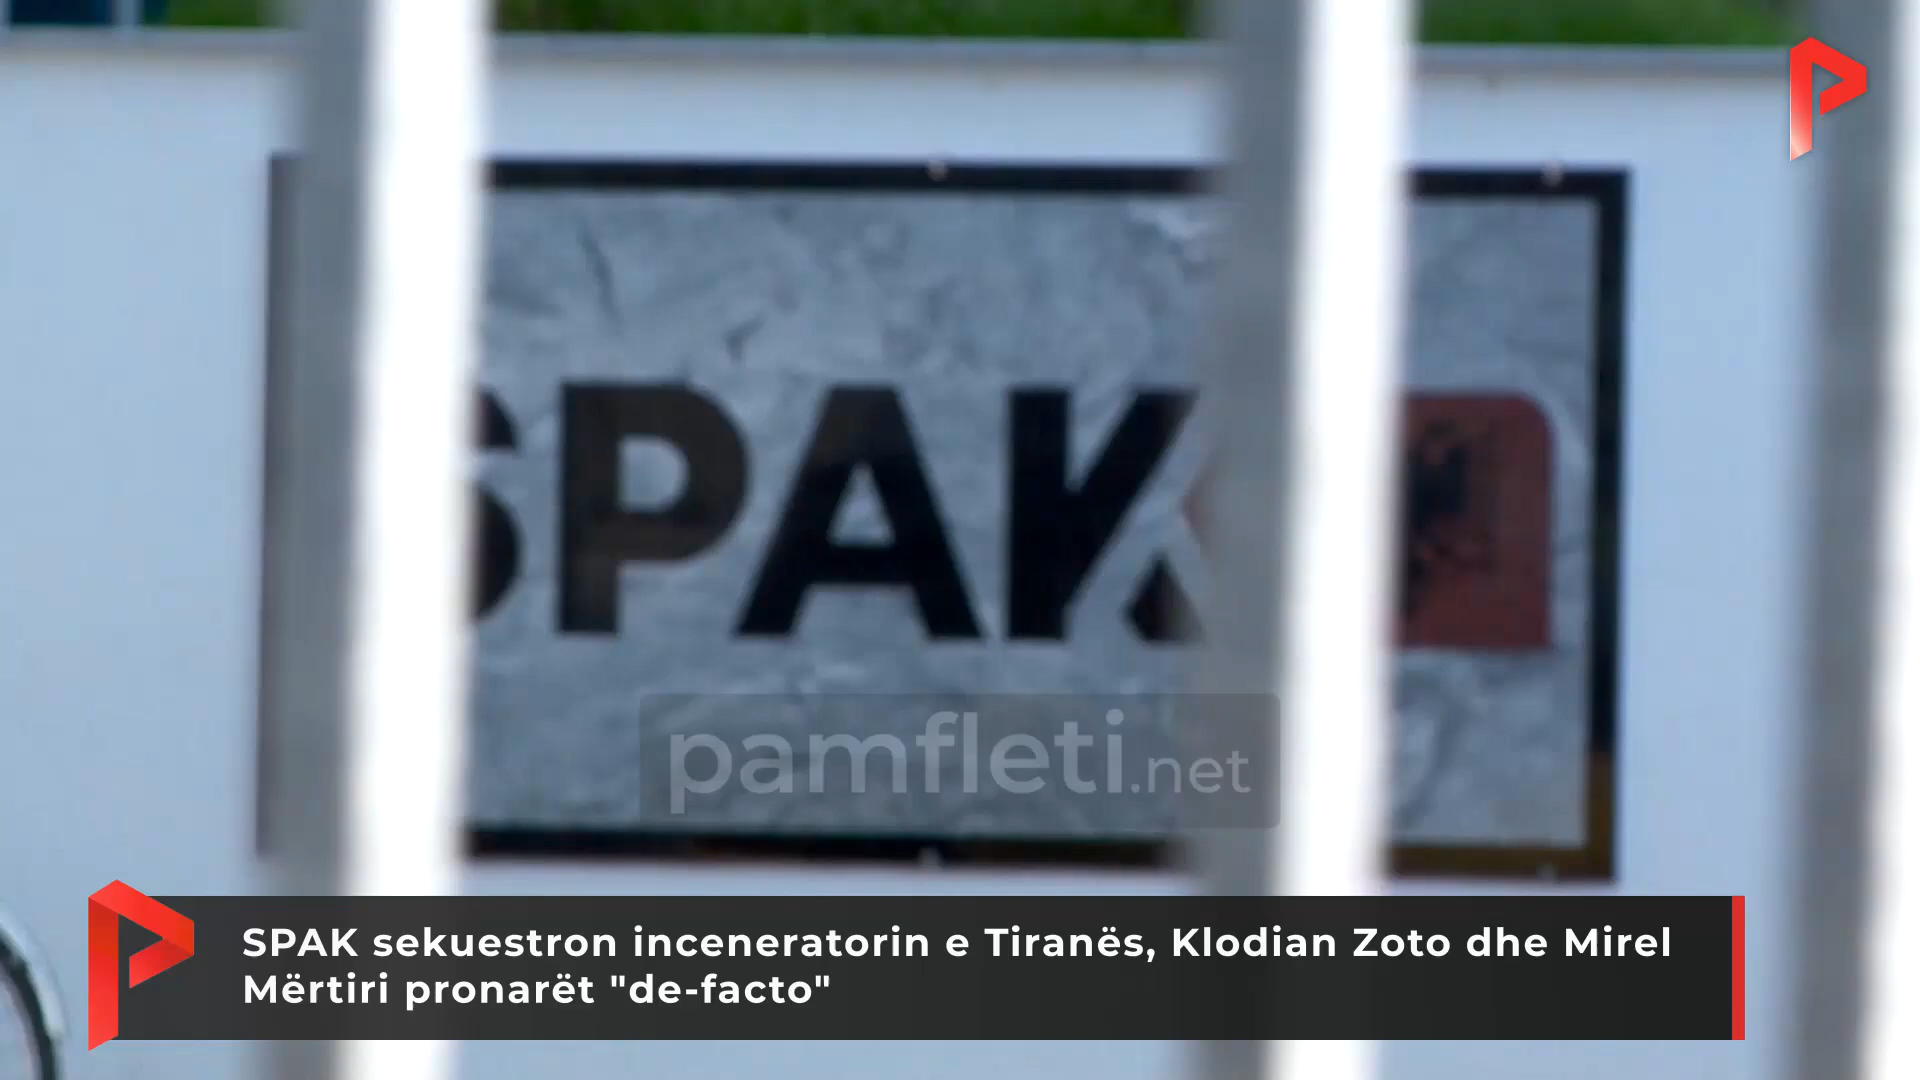 SPAK
pamfleti.net
SPAK sekuestron inceneratorin e Tiranës, Klodian Zoto dhe Mirel
Mërtiri pronarët "de-facto"